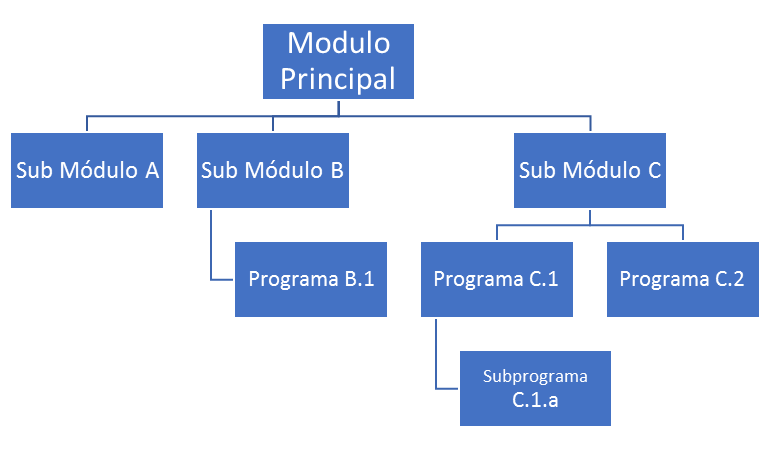 Modulo
Principal
Sub Módulo A
Sub Módulo B
Sub Módulo C
Programa B.1
Programa C.1
Programa C.2
Subprograma
C.1.a